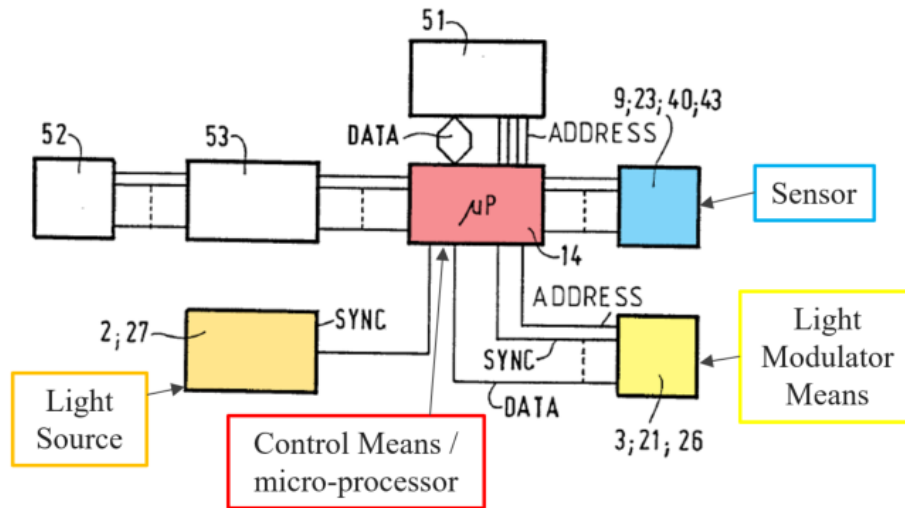 51
9;23;40;43
52
53
DATA
ADDRESS
μP
Sensor
14
ADDRESS
2; 27
SYNC
SYNC
Light
Modulator
Means
DATA
Light
Source
Control Means /
micro-processor
3; 21; 26